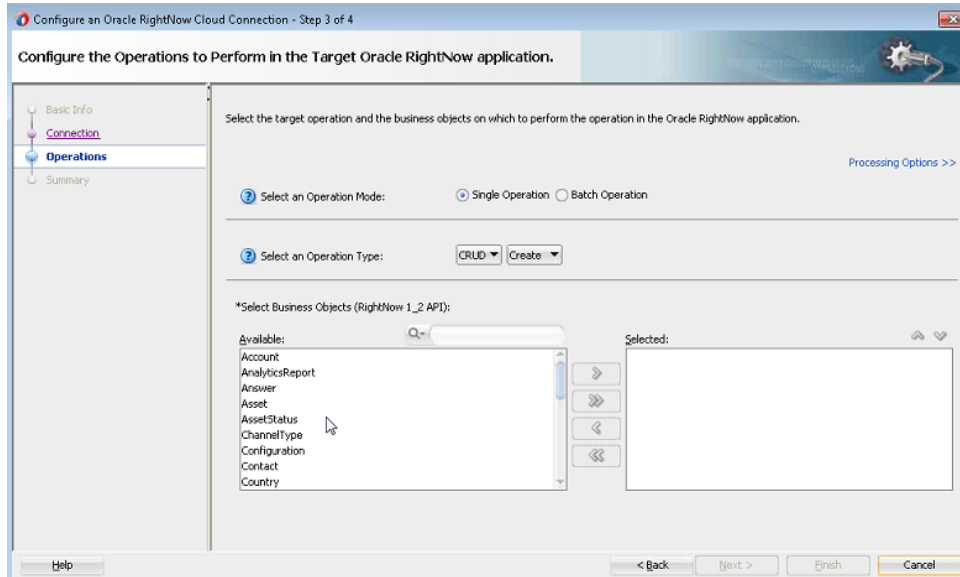 Configure an Oracle RightNow Cloud Connection - Step 3 of 4
Configure the Operations to Perform in the Target Oracle RightNow application.
Basic Info
Connection
Operations
Summary
Select the target operation and the business objects on which to perform the operation in the Oracle RightNow application.
Processing Options >>
Select an Operation Mode: Single Operation Batch Operation
Select an Operation Type: CRUD Create
*Select Business Objects (RightNow 1_2 API):
Available: Selected:
Account
AnalyticsReport
Answer
Asset
AssetStatus
ChannelType
Configuration
Contact
Country
Help < Back Next > Finish Cancel